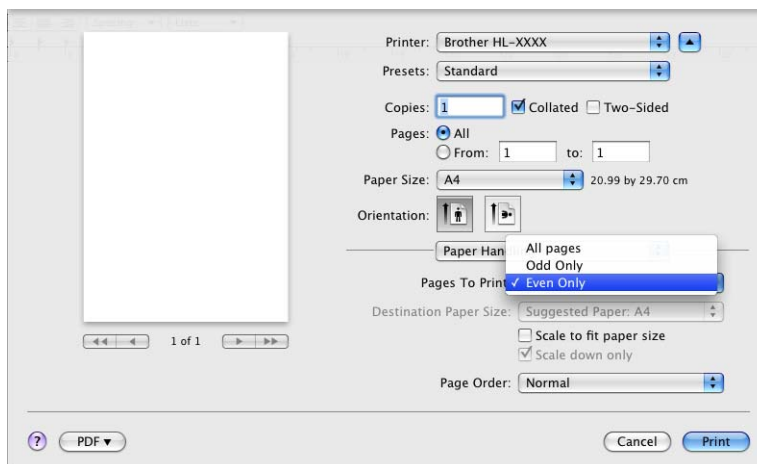 Printer: Brother HL-XXXX
Presets: Standard
Copies: 1 Collated Two-Sided
Pages: All
From: 1 to: 1
Paper Size: A4 20.99 by 29.70 cm
Orientation:
Paper Han
All pages
Odd Only
Pages To Print ✓ Even Only
Destination Paper Size: Suggested Paper: A4
Scale to fit paper size
Scale down only
1 of 1
Page Order: Normal
? PDF ▼ Cancel Print